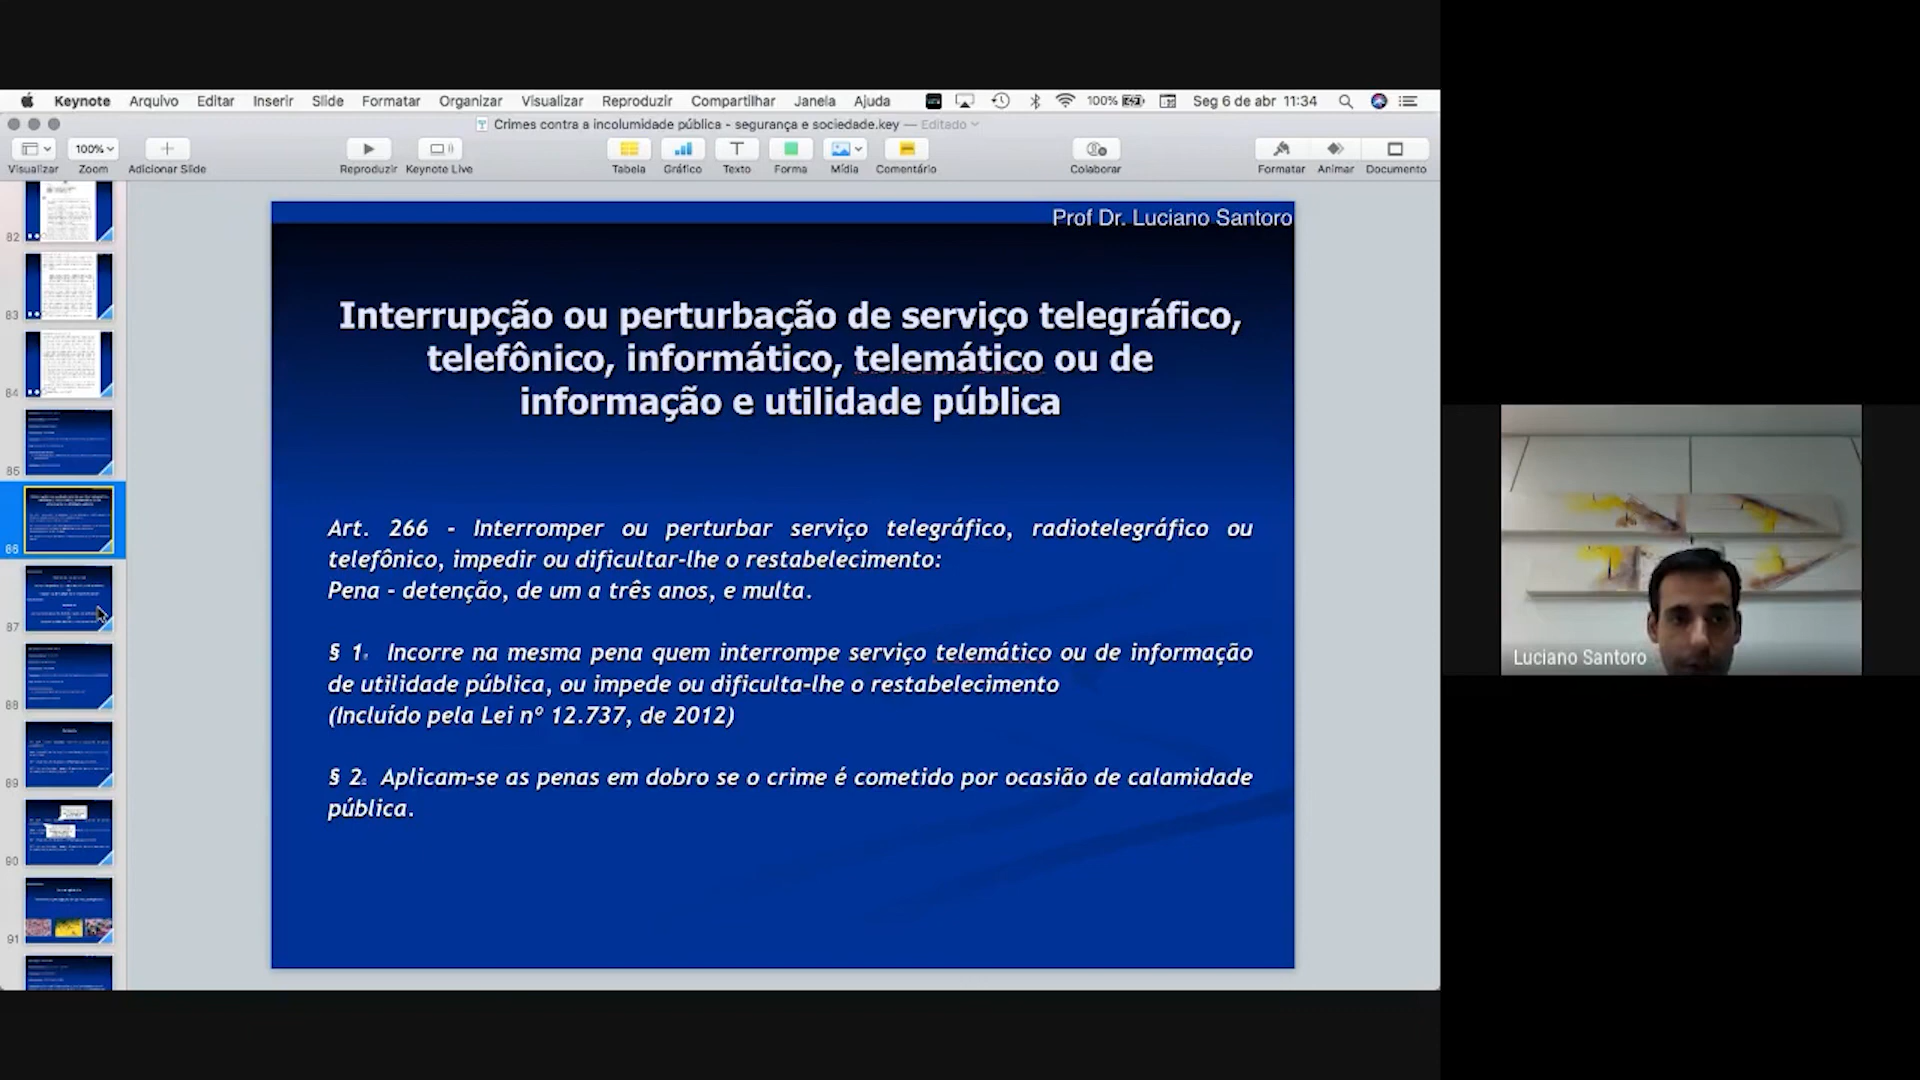 Keynote Arquivo Editar Inserir Slide Formatar Organizar Visualizar Reproduzir Compartilhar Janela Ajuda 100% Seg 6 de abr 11:34
Crimes contra a incolumidade pública - segurança e sociedade.key — Editado
100%
Visualizar Zoom Adicionar Slide Reproduzir Keynote Live Tabela Gráfico Texto Forma Mídia Comentário Colaborar Formatar Animar Documento
82
83
84
85
86
87
88
89
90
91
Prof Dr. Luciano Santoro
Interrupção ou perturbação de serviço telegráfico,
telefônico, informático, telemático ou de
informação e utilidade pública
Art. 266 - Interromper ou perturbar serviço telegráfico, radiotelegráfico ou
telefônico, impedir ou dificultar-lhe o restabelecimento:
Pena - detenção, de um a três anos, e multa.
§ 1º Incorre na mesma pena quem interrompe serviço telemático ou de informação
de utilidade pública, ou impede ou dificulta-lhe o restabelecimento
(Incluído pela Lei nº 12.737, de 2012)
§ 2º Aplicam-se as penas em dobro se o crime é cometido por ocasião de calamidade
pública.
Luciano Santoro